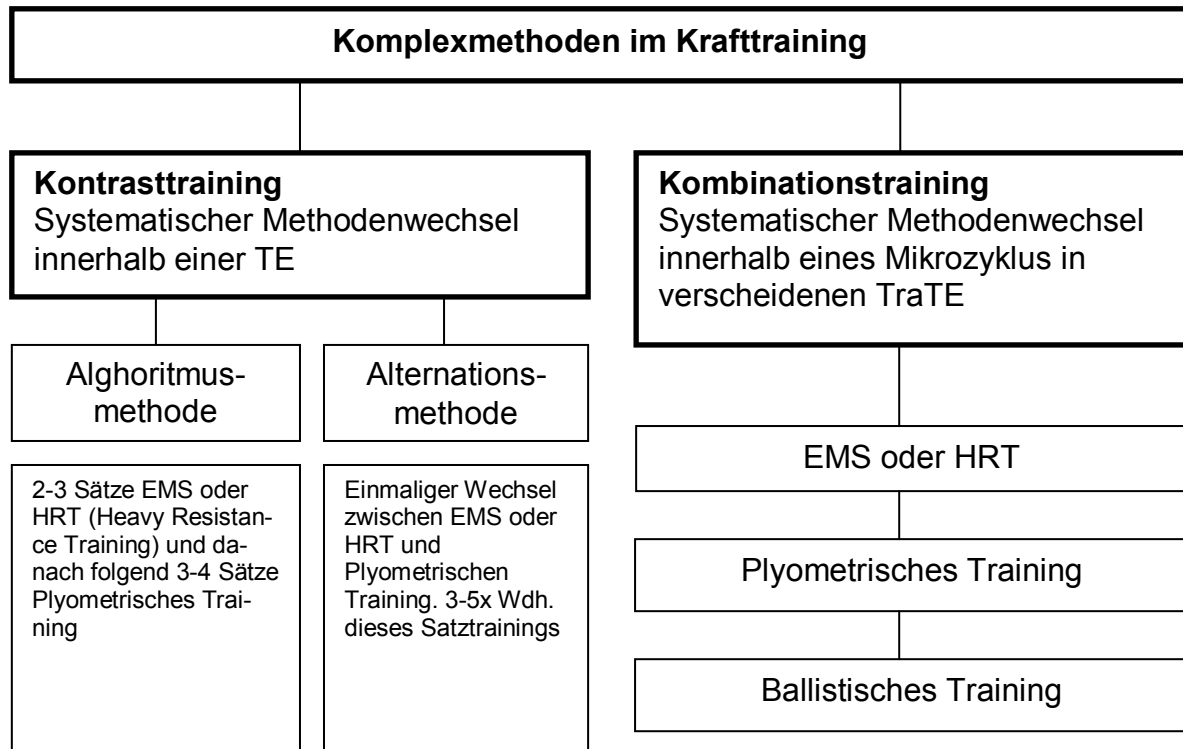 Komplexmethoden im Krafttraining
Kontrasttraining
Systematischer Methodenwechsel
innerhalb einer TE
Kombinationstraining
Systematischer Methodenwechsel
innerhalb eines Mikrozyklus in
verscheidenen TraTE
Alghoritmus-
methode
Alternations-
methode
2-3 Sätze EMS oder
HRT (Heavy Resistan-
ce Training) und da-
nach folgend 3-4 Sätze
Plyometrisches Trai-
ning
Einmaliger Wechsel
zwischen EMS oder
HRT und
Plyometrischen
Training. 3-5x Wdh.
dieses Satztrainings
EMS oder HRT
Plyometrisches Training
Ballistisches Training